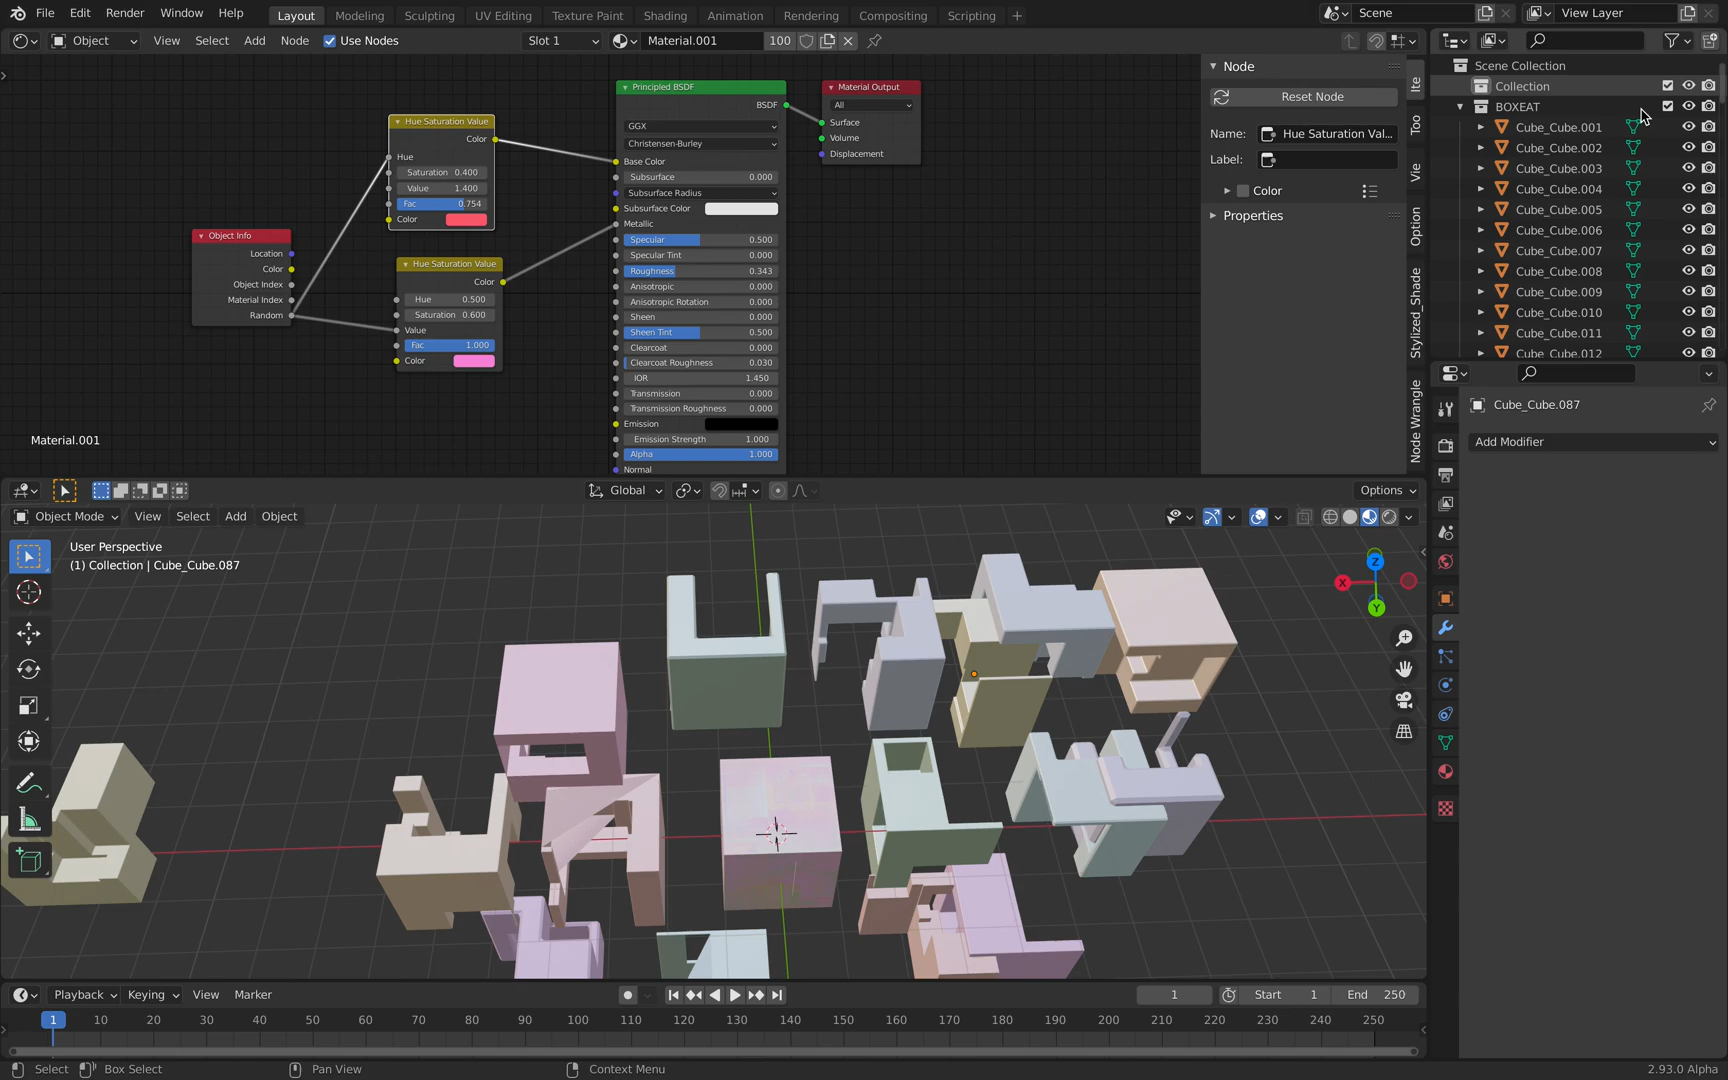 File Edit Render Window Help Layout Modeling Sculpting UV Editing Texture Paint Shading Animation Rendering Compositing Scripting + Scene View Layer
Object View Select Add Node Use Nodes Slot 1 Material.001 100
Hue Saturation Value
Color
Hue
Saturation 0.400
Value 1.400
Fac 0.754
Color
Object Info
Location
Color
Object Index
Material Index
Random
Hue Saturation Value
Color
Hue 0.500
Saturation 0.600
Value
Fac 1.000
Color
Principled BSDF
BSDF
GGX
Christensen-Burley
Base Color
Subsurface 0.000
Subsurface Radius
Subsurface Color
Metallic
Specular 0.500
Specular Tint 0.000
Roughness 0.343
Anisotropic 0.000
Anisotropic Rotation 0.000
Sheen 0.000
Sheen Tint 0.500
Clearcoat 0.000
Clearcoat Roughness 0.030
IOR 1.450
Transmission 0.000
Transmission Roughness 0.000
Emission
Emission Strength 1.000
Alpha 1.000
Normal
Material Output
All
Surface
Volume
Displacement
Material.001
Node
Reset Node
Name: Hue Saturation Val...
Label:
Color
Properties
Ite
Too
Vie
Option
Stylized_Shade
Node Wrangle
Scene Collection
Collection
BOXEAT
Cube_Cube.001
Cube_Cube.002
Cube_Cube.003
Cube_Cube.004
Cube_Cube.005
Cube_Cube.006
Cube_Cube.007
Cube_Cube.008
Cube_Cube.009
Cube_Cube.010
Cube_Cube.011
Cube_Cube.012
Cube_Cube.087
Add Modifier
Global Options
Object Mode View Select Add Object
User Perspective
(1) Collection | Cube_Cube.087
Z
X
Y
Playback Keying View Marker 1 Start 1 End 250
1 10 20 30 40 50 60 70 80 90 100 110 120 130 140 150 160 170 180 190 200 210 220 230 240 250
Select Box Select Pan View Context Menu 2.93.0 Alpha